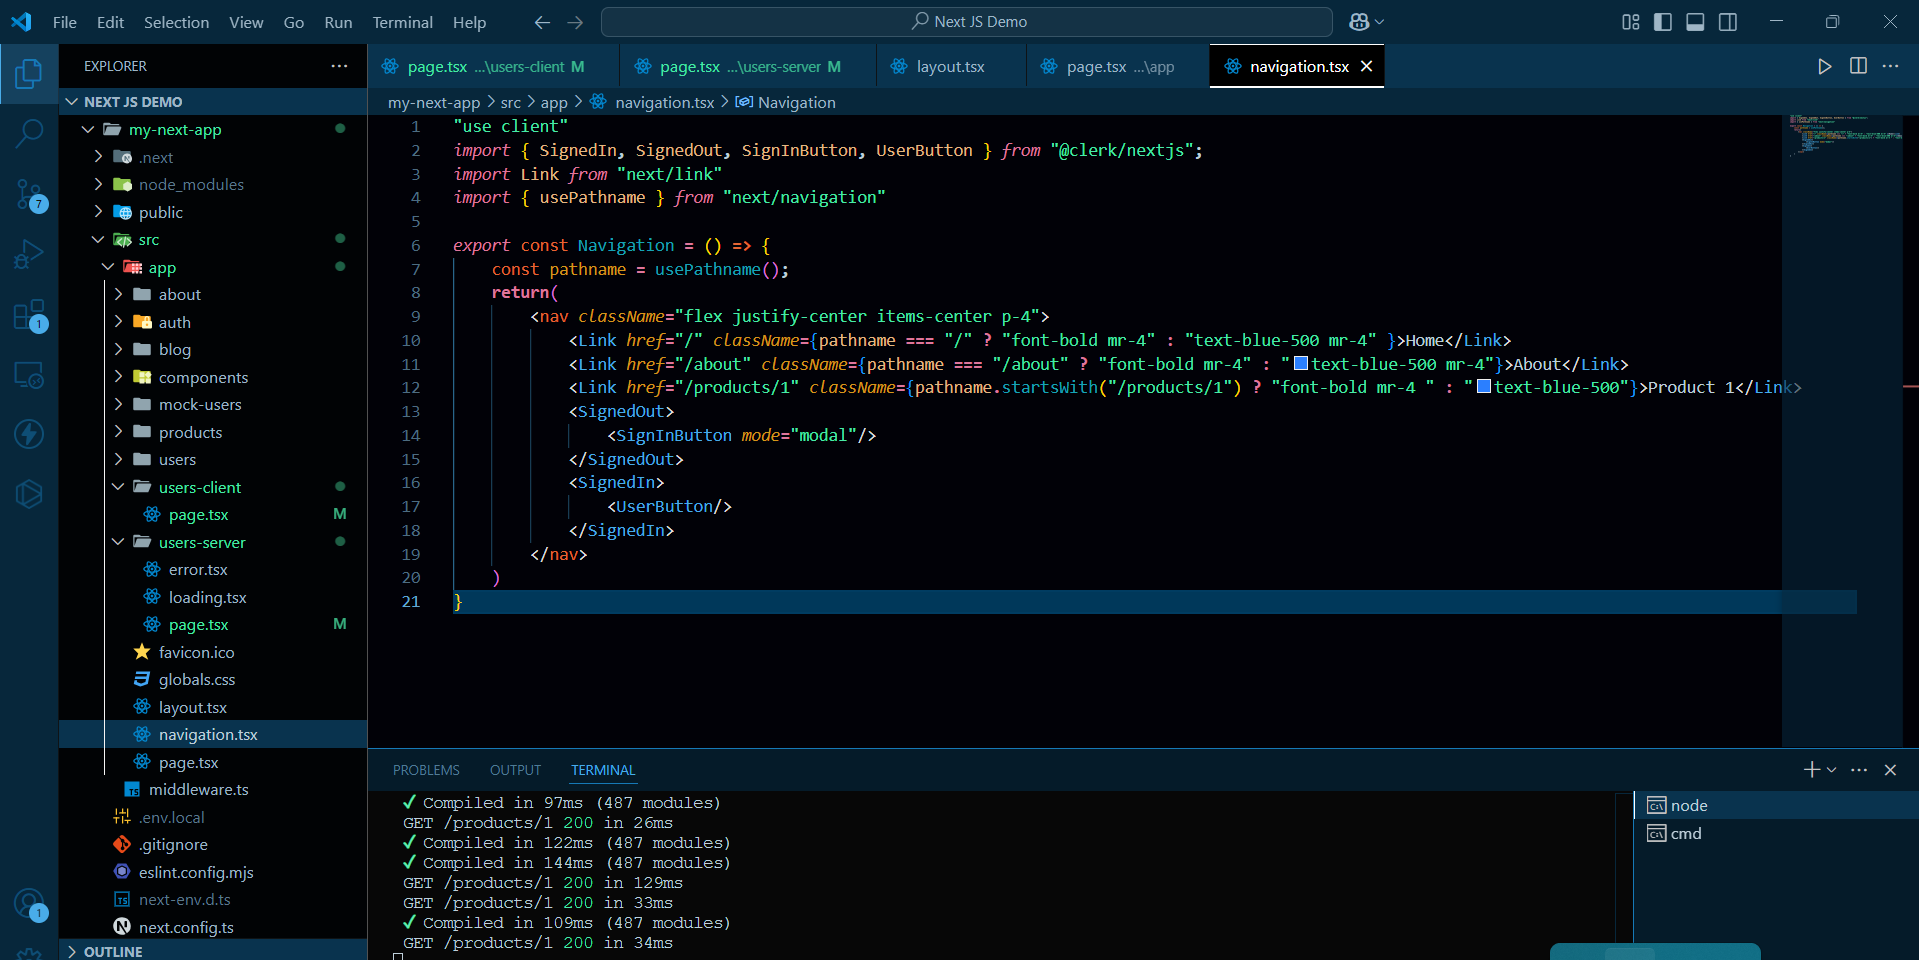 File Edit Selection View Go Run Terminal Help
Next JS Demo
EXPLORER
NEXT JS DEMO
my-next-app
.next
node_modules
public
src
app
about
auth
blog
components
mock-users
products
users
users-client
page.tsx M
users-server
error.tsx
loading.tsx
page.tsx M
favicon.ico
globals.css
layout.tsx
navigation.tsx
page.tsx
middleware.ts
.env.local
.gitignore
eslint.config.mjs
next-env.d.ts
next.config.ts
OUTLINE
7
1
1
page.tsx ...\users-client M
page.tsx ...\users-server M
layout.tsx
page.tsx ...\app
navigation.tsx
my-next-app > src > app > navigation.tsx > Navigation
1 "use client"
2 import { SignedIn, SignedOut, SignInButton, UserButton } from "@clerk/nextjs";
3 import Link from "next/link"
4 import { usePathname } from "next/navigation"
5
6 export const Navigation = () => {
7 const pathname = usePathname();
8 return(
9 <nav className="flex justify-center items-center p-4">
10 <Link href="/" className={pathname === "/" ? "font-bold mr-4" : "text-blue-500 mr-4" }>Home</Link>
11 <Link href="/about" className={pathname === "/about" ? "font-bold mr-4" : "text-blue-500 mr-4"}>About</Link>
12 <Link href="/products/1" className={pathname.startsWith("/products/1") ? "font-bold mr-4 " : "text-blue-500"}>Product 1</Link>
13 <SignedOut>
14 <SignInButton mode="modal"/>
15 </SignedOut>
16 <SignedIn>
17 <UserButton/>
18 </SignedIn>
19 </nav>
20 )
21 }
PROBLEMS OUTPUT TERMINAL
✓ Compiled in 97ms (487 modules)
GET /products/1 200 in 26ms
✓ Compiled in 122ms (487 modules)
✓ Compiled in 144ms (487 modules)
GET /products/1 200 in 129ms
GET /products/1 200 in 33ms
✓ Compiled in 109ms (487 modules)
GET /products/1 200 in 34ms
node
cmd